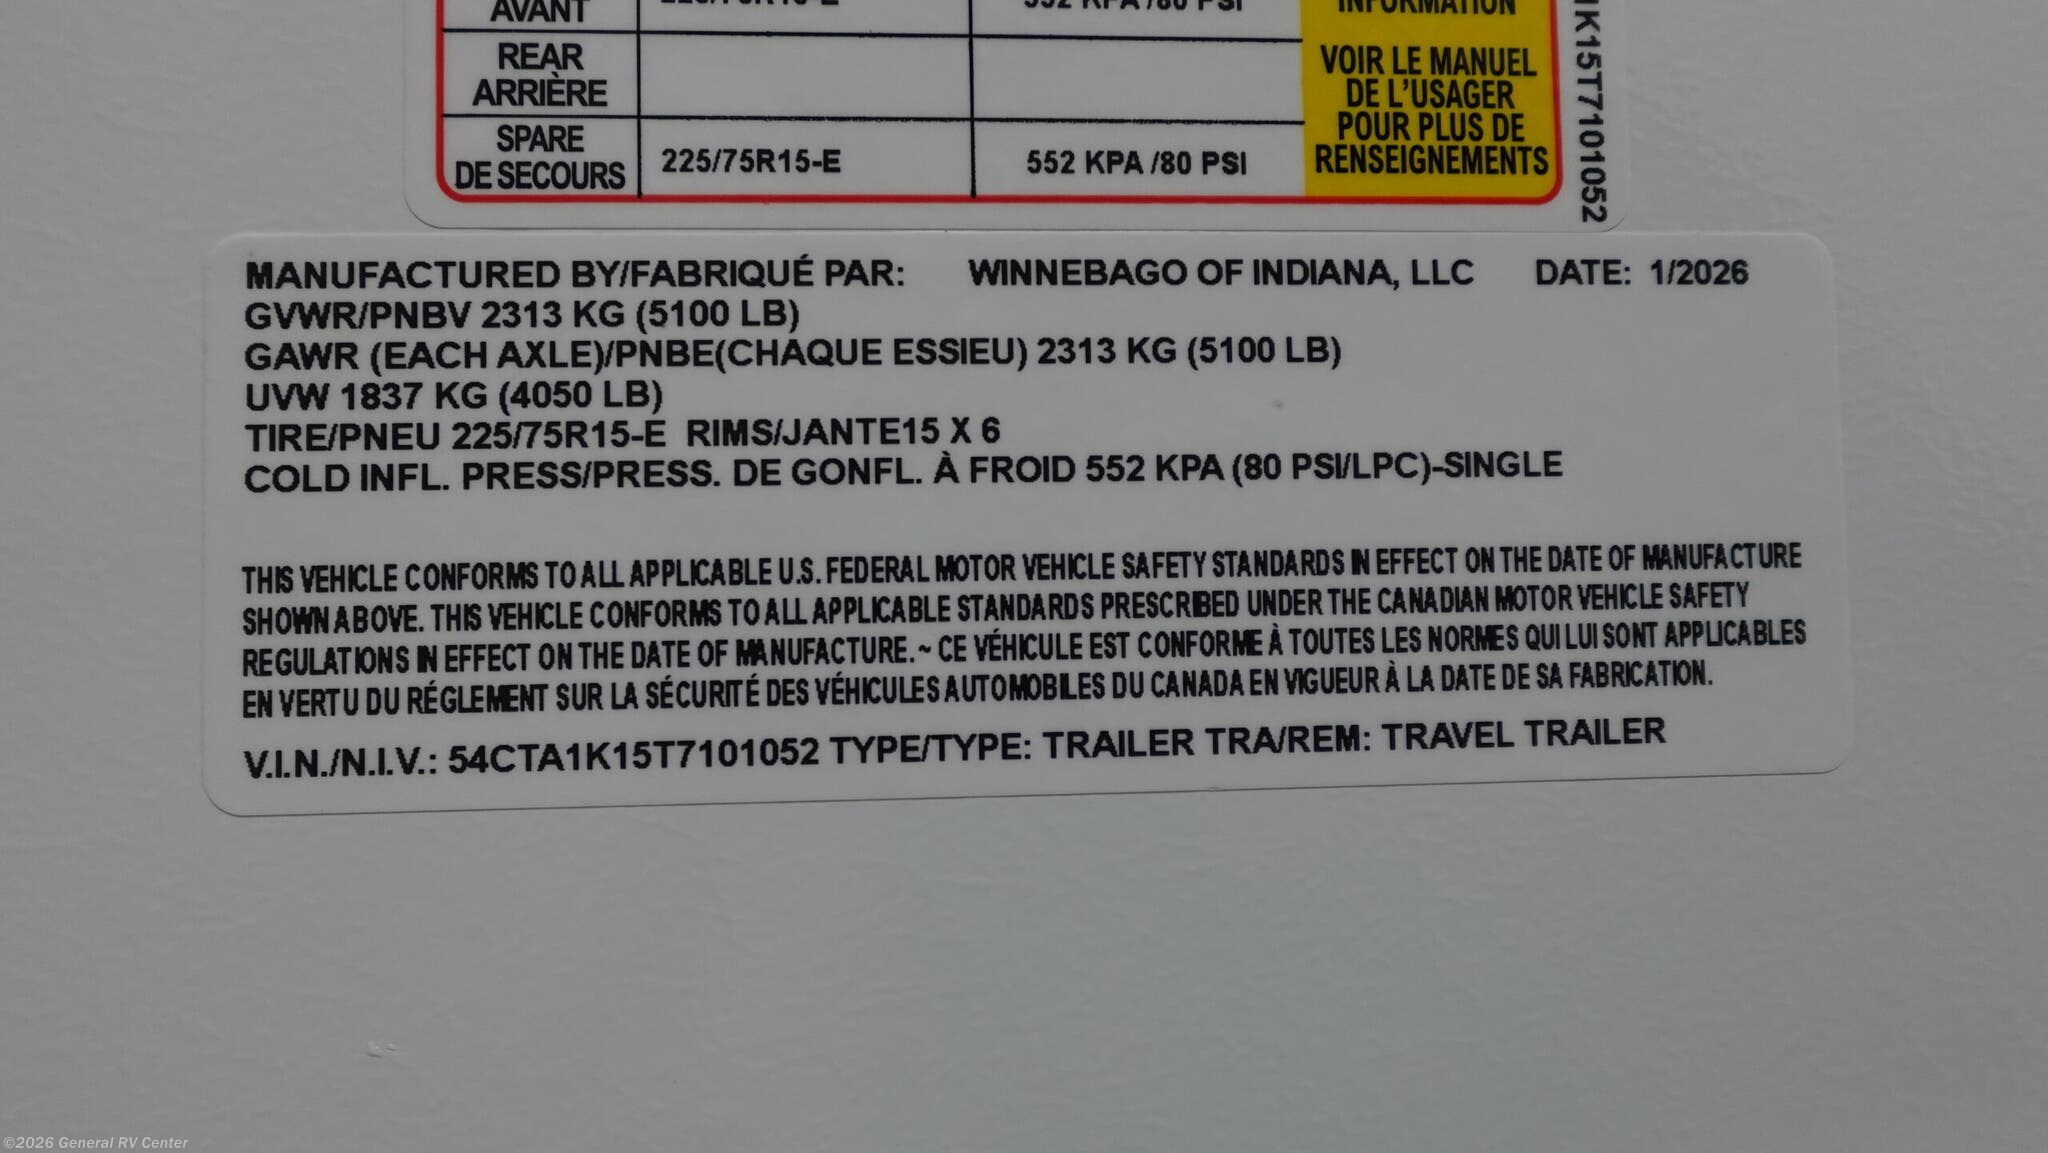 AVANT 225/75R15-E 552 KPA /80 PSI INFORMATION
REAR
ARRIÈRE
SPARE
DE SECOURS 225/75R15-E 552 KPA /80 PSI
VOIR LE MANUEL
DE L'USAGER
POUR PLUS DE
RENSEIGNEMENTS
1K15T7101052
MANUFACTURED BY/FABRIQUÉ PAR: WINNEBAGO OF INDIANA, LLC DATE: 1/2026
GVWR/PNBV 2313 KG (5100 LB)
GAWR (EACH AXLE)/PNBE(CHAQUE ESSIEU) 2313 KG (5100 LB)
UVW 1837 KG (4050 LB)
TIRE/PNEU 225/75R15-E RIMS/JANTE15 X 6
COLD INFL. PRESS/PRESS. DE GONFL. À FROID 552 KPA (80 PSI/LPC)-SINGLE
THIS VEHICLE CONFORMS TO ALL APPLICABLE U.S. FEDERAL MOTOR VEHICLE SAFETY STANDARDS IN EFFECT ON THE DATE OF MANUFACTURE
SHOWN ABOVE. THIS VEHICLE CONFORMS TO ALL APPLICABLE STANDARDS PRESCRIBED UNDER THE CANADIAN MOTOR VEHICLE SAFETY
REGULATIONS IN EFFECT ON THE DATE OF MANUFACTURE.~ CE VÉHICULE EST CONFORME À TOUTES LES NORMES QUI LUI SONT APPLICABLES
EN VERTU DU RÉGLEMENT SUR LA SÉCURITÉ DES VÉHICULES AUTOMOBILES DU CANADA EN VIGUEUR À LA DATE DE SA FABRICATION.
V.I.N./N.I.V.: 54CTA1K15T7101052 TYPE/TYPE: TRAILER TRA/REM: TRAVEL TRAILER
©2026 General RV Center